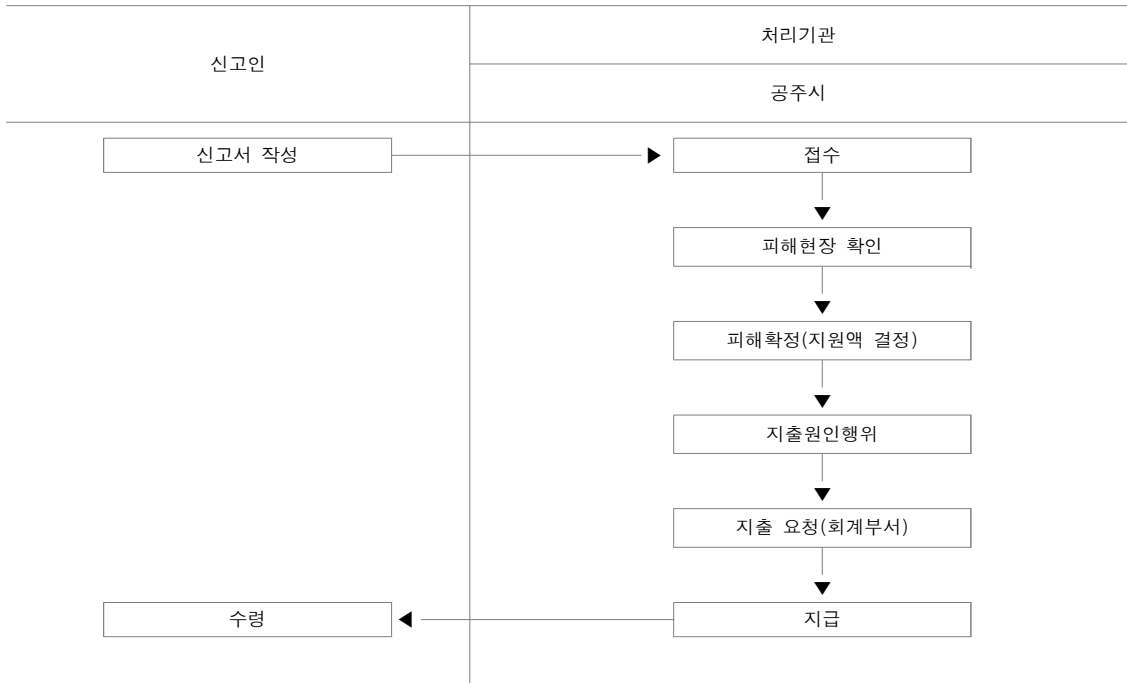 신고인
처리기관
공주시
신고서 작성
접수
피해현장 확인
피해확정(지원액 결정)
지출원인행위
지출 요청(회계부서)
수령
지급